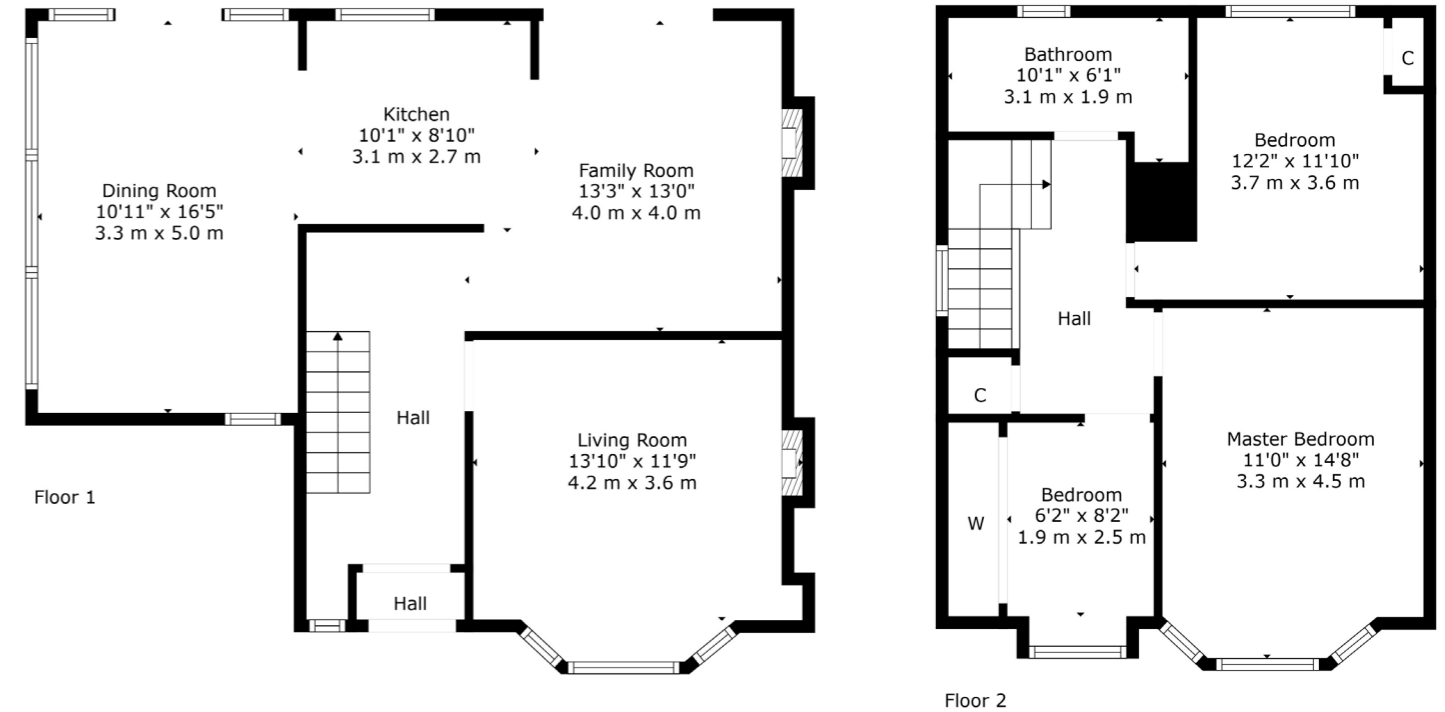 Kitchen
10'1" x 8'10"
3.1 m x 2.7 m
Family Room
13'3" x 13'0"
4.0 m x 4.0 m
Dining Room
10'11" x 16'5"
3.3 m x 5.0 m
Hall
Living Room
13'10" x 11'9"
4.2 m x 3.6 m
Hall
Floor 1
Bathroom
10'1" x 6'1"
3.1 m x 1.9 m
C
Bedroom
12'2" x 11'10"
3.7 m x 3.6 m
Hall
C
Master Bedroom
11'0" x 14'8"
3.3 m x 4.5 m
W
Bedroom
6'2" x 8'2"
1.9 m x 2.5 m
Floor 2